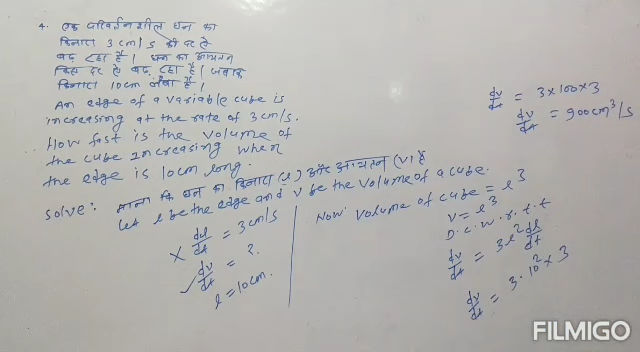 4. एक परिवर्तनशील घन का
किनारा 3 cm/s की दर से
बढ़ रहा है। घन का आयतन
किस दर से बढ़ रहा है। जबकि
किनारा 10cm लंबा है।
An edge of a variable cube is
increasing at the rate of 3cm/s.
How fast is the volume of
the cube increasing when
the edge is 10cm long.
Solve: माना कि घन का किनारा (l) और आयतन (v) है
Let l be the edge and v be the volume of a cube.
× dl/dt = 3cm/s
✓ dv/dt = ?
l = 10cm.
Now volume of cube = l³
v = l³
D. c. w. r. t. t
dv/dt = 3l² dl/dt
dv/dt = 3·10² × 3
dv/dt = 3×100×3
dv/dt = 900cm³/s
FILMIGO